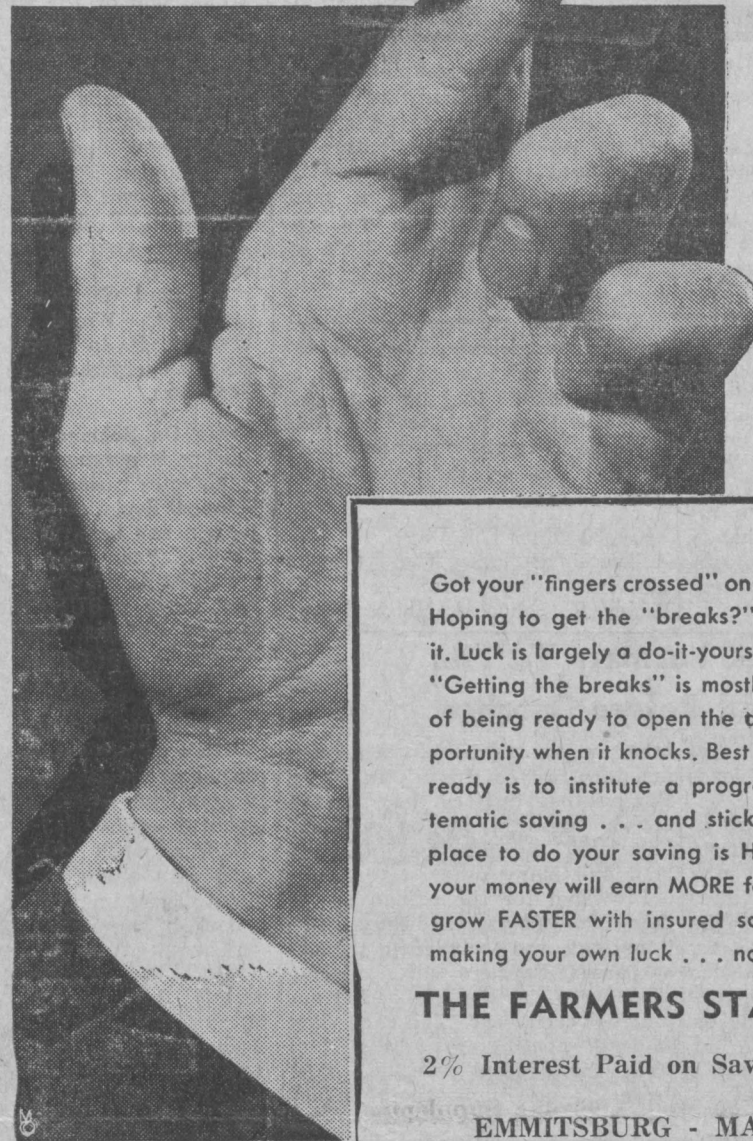 Got your "fingers crossed" on
Hoping to get the "breaks?"
it. Luck is largely a do-it-yours
"Getting the breaks" is mostl
of being ready to open the
portunity when it knocks. Best
ready is to institute a progr
tematic saving . . . and stick
place to do your saving is H
your money will earn MORE f
grow FASTER with insured
making your own luck . . .
THE FARMERS STA
2% Interest Paid on Sav
EMMITSBURG - MA